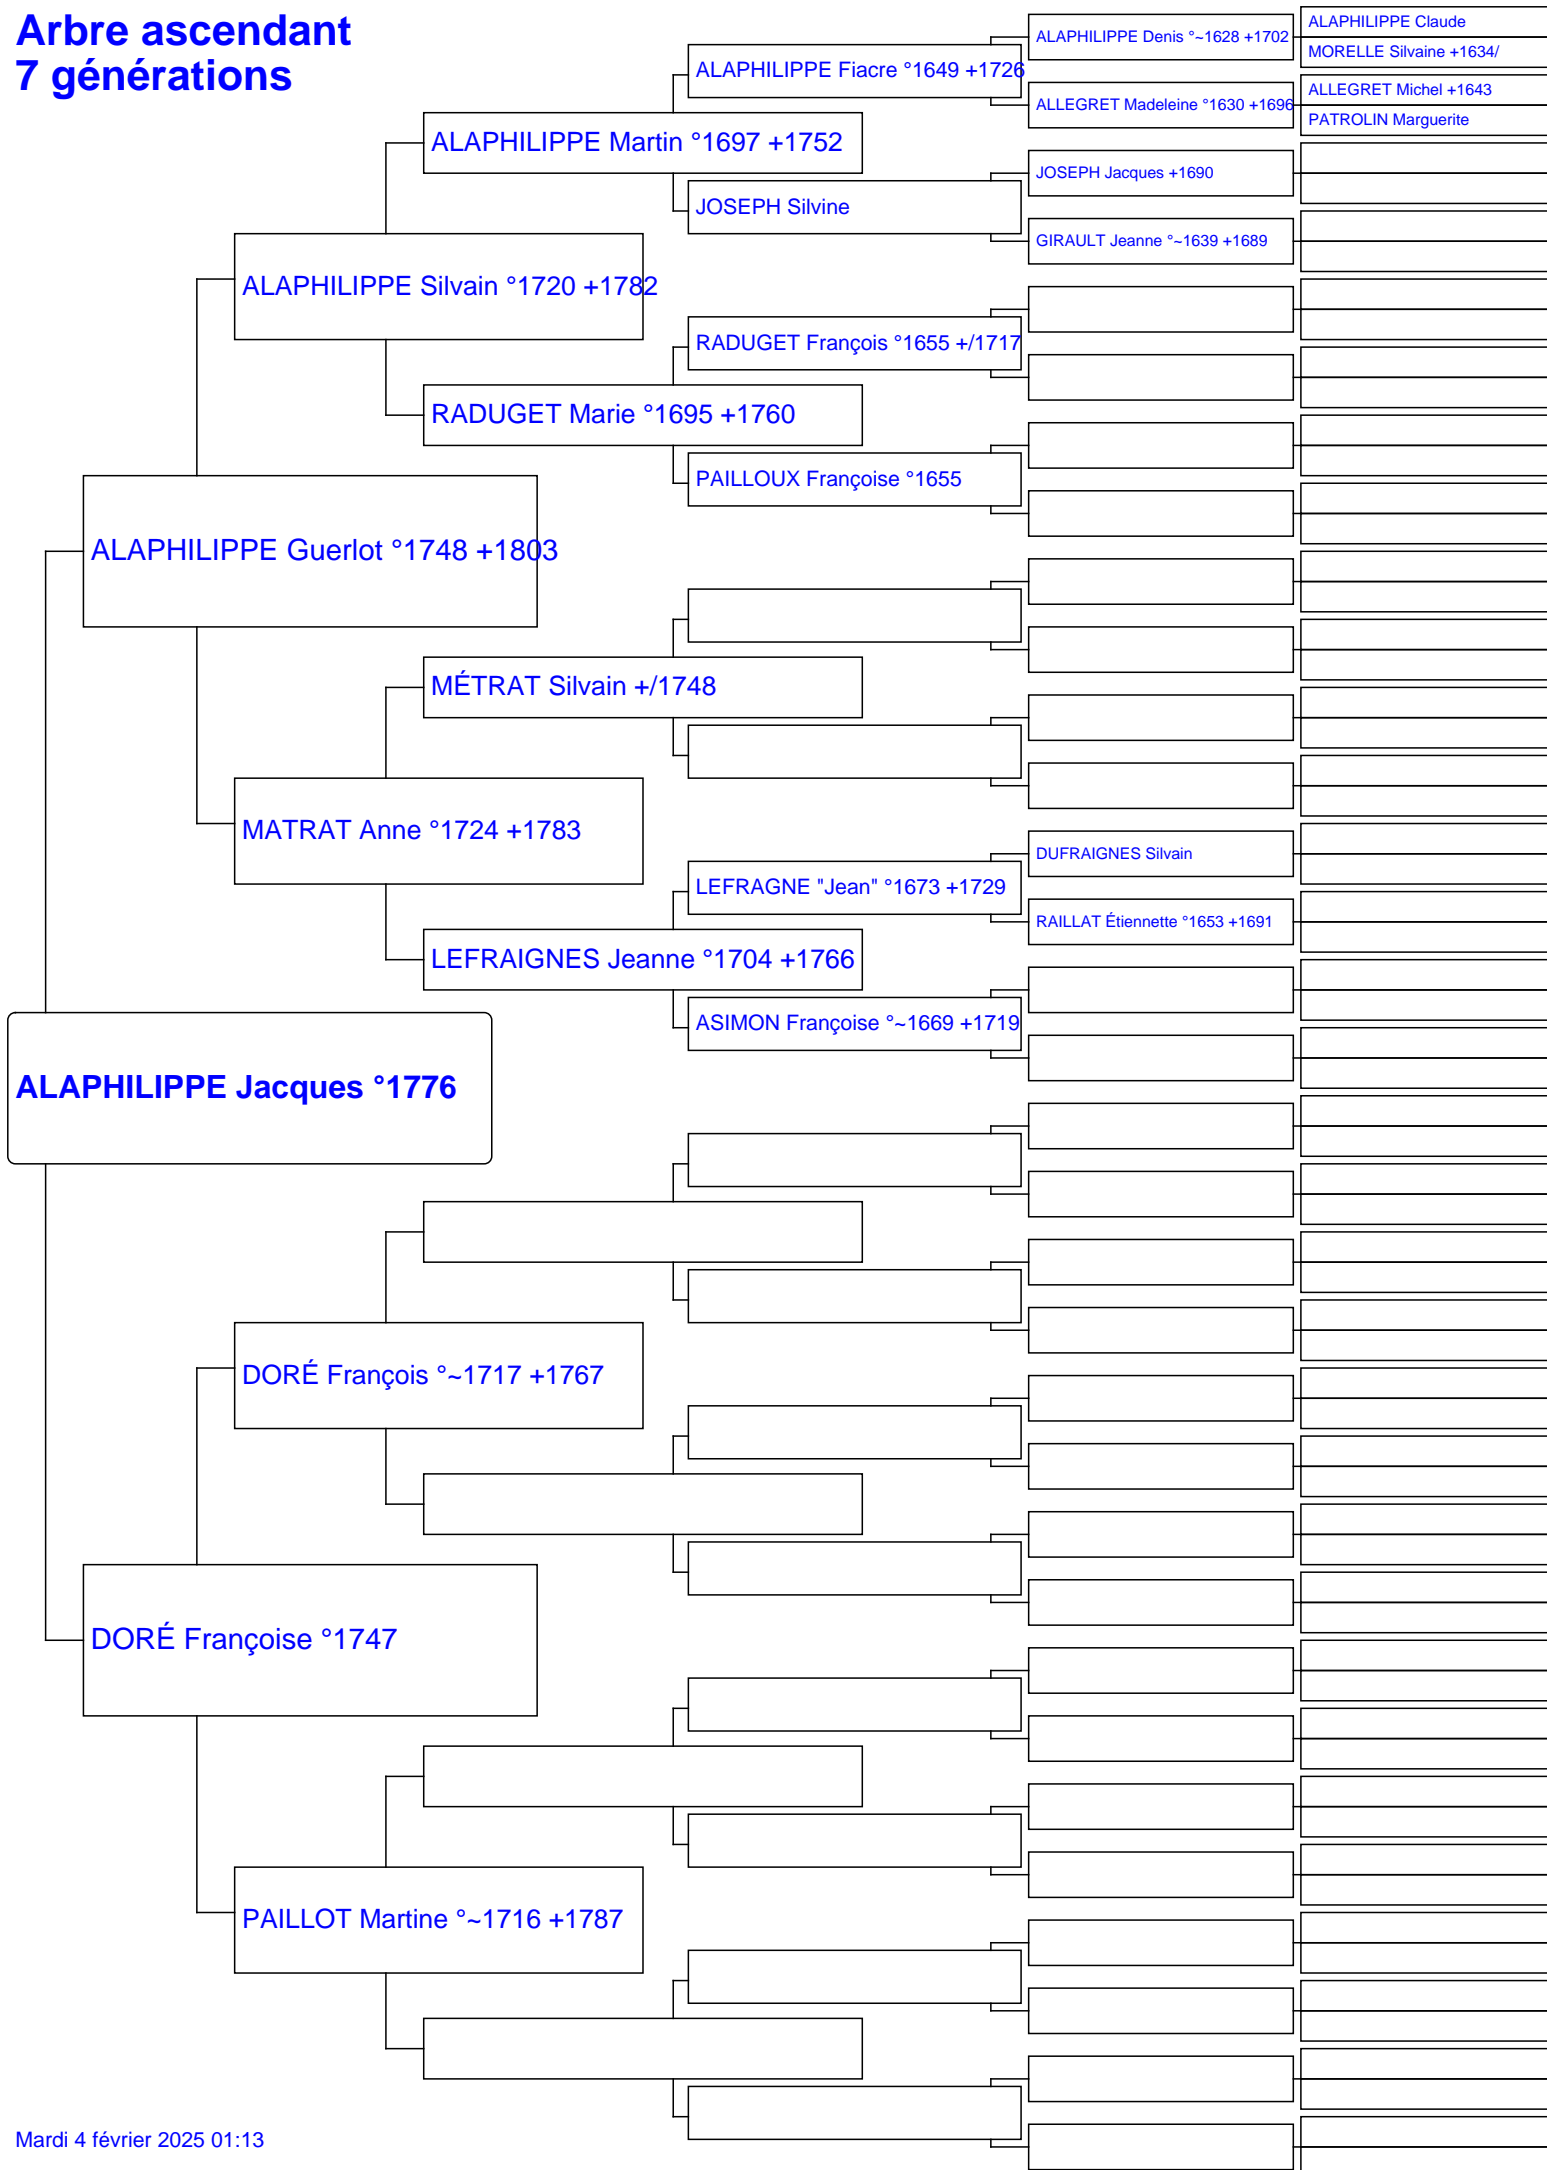 Arbre ascendant
7 générations
ALAPHILIPPE Denis °~1628 +1702
ALAPHILIPPE Claude
MORELLE Silvaine +1634/
ALAPHILIPPE Fiacre °1649 +1726
ALLEGRET Madeleine °1630 +1696
ALLEGRET Michel +1643
PATROLIN Marguerite
ALAPHILIPPE Martin °1697 +1752
JOSEPH Jacques +1690
JOSEPH Silvine
GIRAULT Jeanne °~1639 +1689
ALAPHILIPPE Silvain °1720 +1782
RADUGET François °1655 +/1717
RADUGET Marie °1695 +1760
PAILLOUX Françoise °1655
ALAPHILIPPE Guerlot °1748 +1803
MÉTRAT Silvain +/1748
MATRAT Anne °1724 +1783
DUFRAIGNES Silvain
LEFRAGNE "Jean" °1673 +1729
RAILLAT Étiennette °1653 +1691
LEFRAIGNES Jeanne °1704 +1766
ASIMON Françoise °~1669 +1719
ALAPHILIPPE Jacques °1776
DORÉ François °~1717 +1767
DORÉ Françoise °1747
PAILLOT Martine °~1716 +1787
Mardi 4 février 2025 01:13